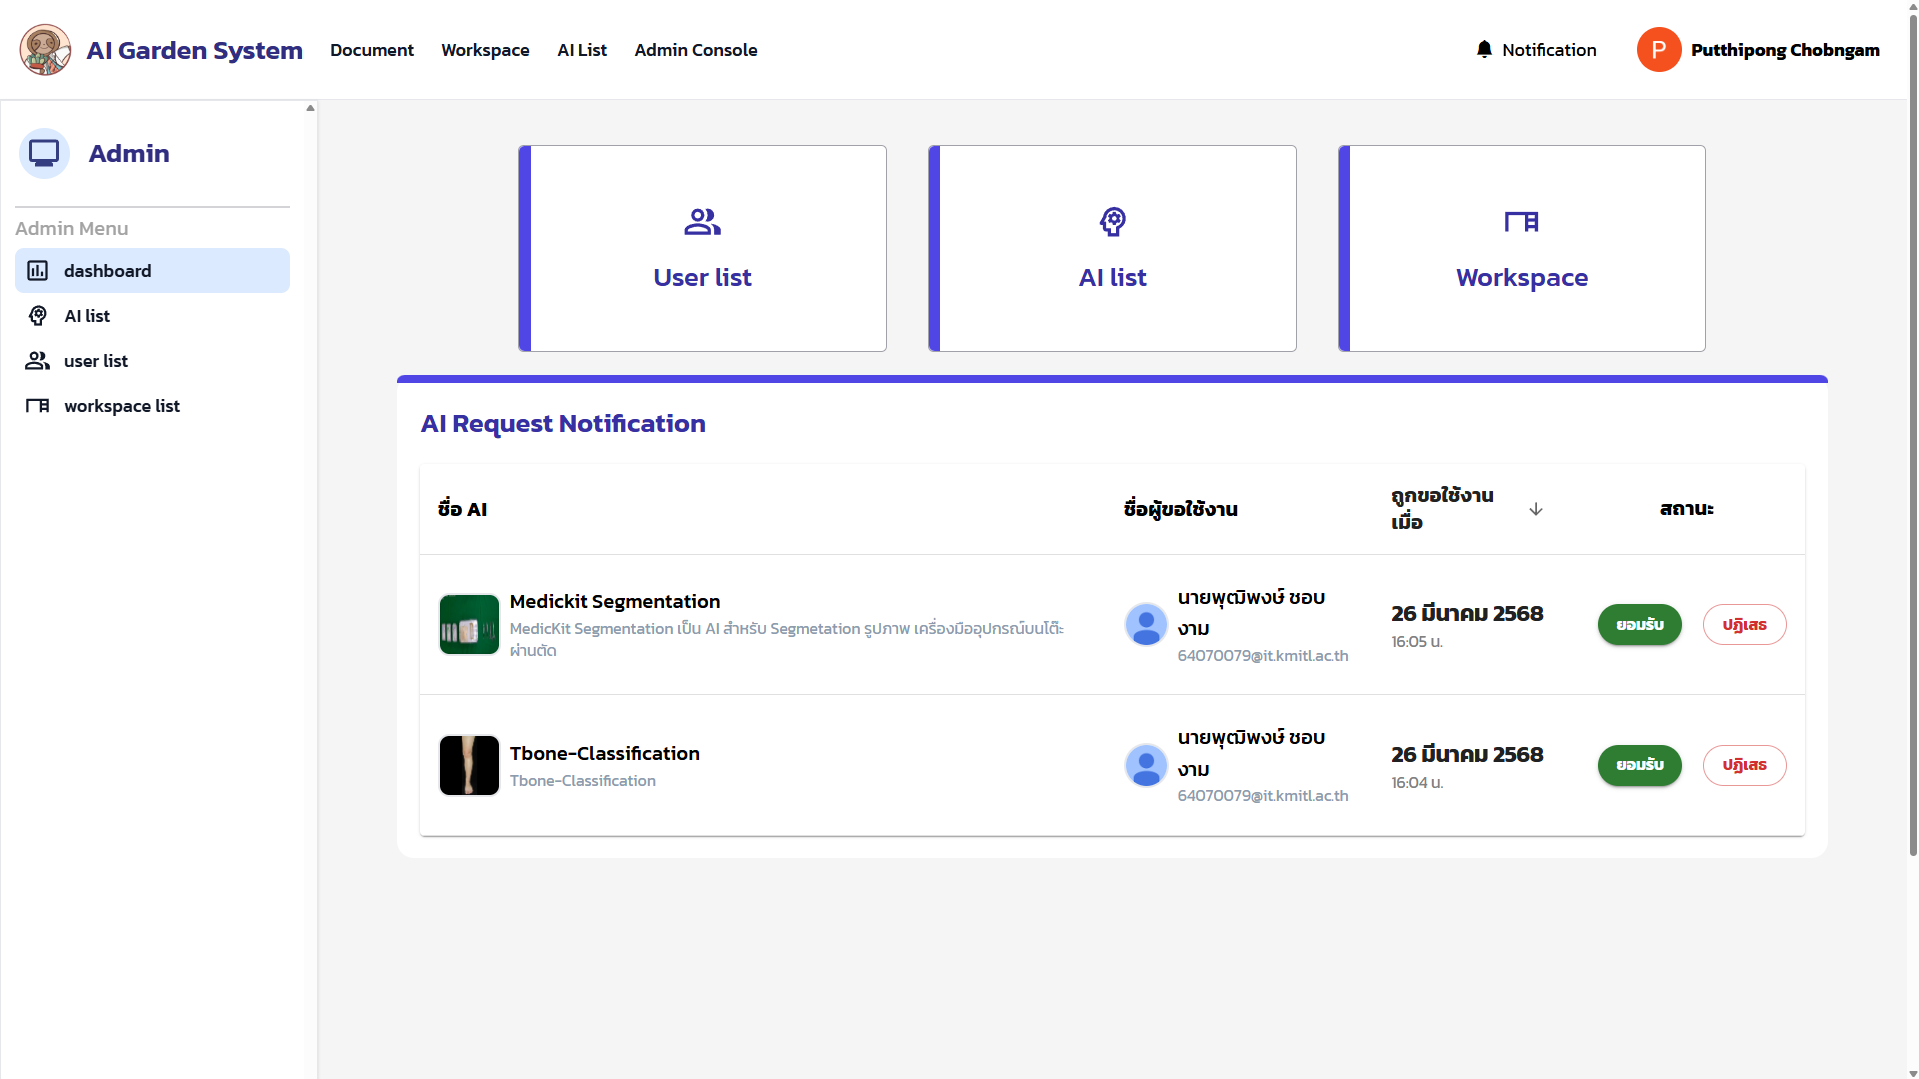 AI Garden System
Document
Workspace
AI List
Admin Console
Notification
P
Putthipong Chobngam
Admin
Admin Menu
dashboard
AI list
user list
workspace list
User list
AI list
Workspace
AI Request Notification
ชื่อ AI
ชื่อผู้ขอใช้งาน
ถูกขอใช้งาน
เมื่อ
สถานะ
Medickit Segmentation
MedicKit Segmentation เป็น AI สำหรับ Segmetation รูปภาพ เครื่องมืออุปกรณ์บนโต๊ะ
ผ่านตัด
นายพุฒิพงษ์ ชอบ
งาม
64070079@it.kmitl.ac.th
26 มีนาคม 2568
16:05 น.
ยอมรับ
ปฏิเสธ
Tbone-Classification
Tbone-Classification
นายพุฒิพงษ์ ชอบ
งาม
64070079@it.kmitl.ac.th
26 มีนาคม 2568
16:04 น.
ยอมรับ
ปฏิเสธ